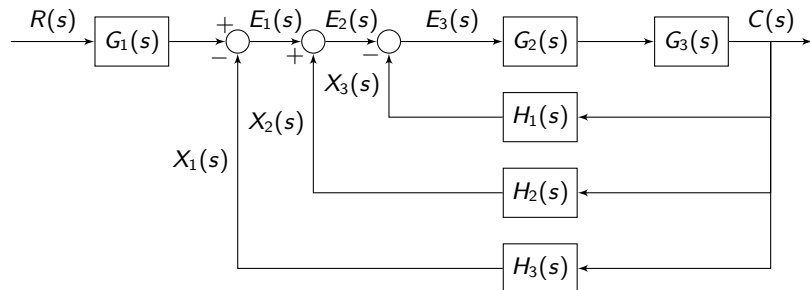 R(s)
G₁(s)
+
−
E₁(s)
+
E₂(s)
−
E₃(s)
G₂(s)
G₃(s)
C(s)
X₃(s)
H₁(s)
X₂(s)
X₁(s)
H₂(s)
H₃(s)